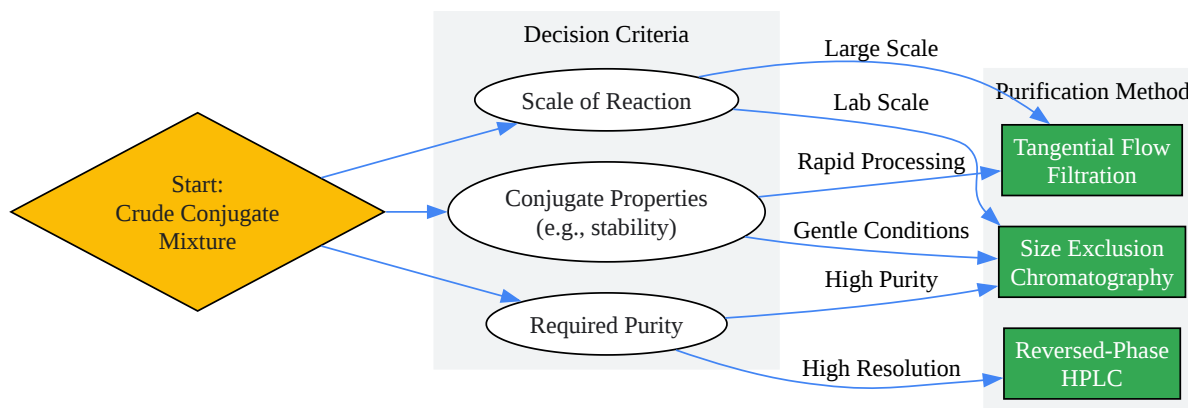 Start:
Crude Conjugate
Mixture
Decision Criteria
Scale of Reaction
Conjugate Properties
(e.g., stability)
Required Purity
Large Scale
Lab Scale
Rapid Processing
Gentle Conditions
High Purity
High Resolution
Purification Method
Tangential Flow
Filtration
Size Exclusion
Chromatography
Reversed-Phase
HPLC